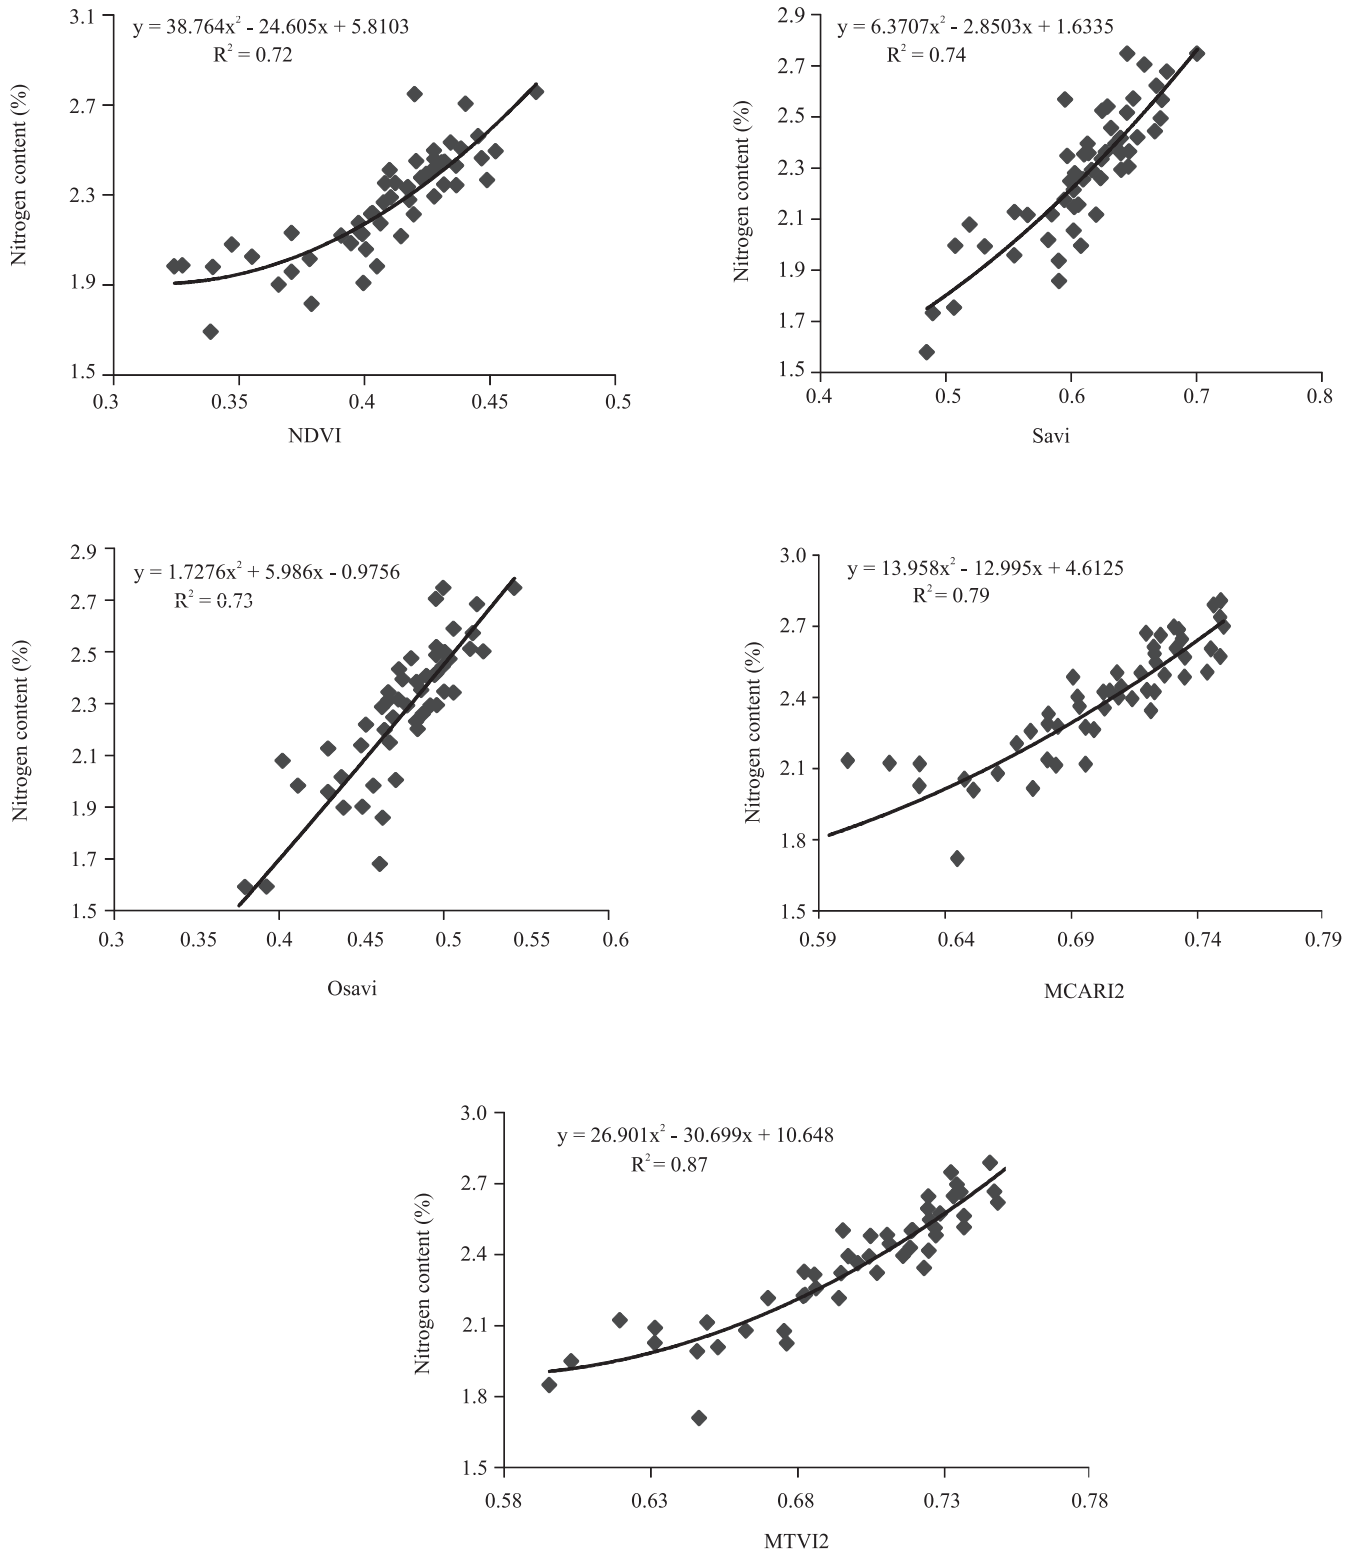 y = 38.764x² - 24.605x + 5.8103
R² = 0.72
3.1
2.7
2.3
1.9
1.5
Nitrogen content (%)
0.3 0.35 0.4 0.45 0.5
NDVI
y = 6.3707x² - 2.8503x + 1.6335
R² = 0.74
2.9
2.7
2.5
2.3
2.1
1.9
1.7
1.5
Nitrogen content (%)
0.4 0.5 0.6 0.7 0.8
Savi
y = 1.7276x² + 5.986x - 0.9756
R² = 0.73
2.9
2.7
2.5
2.3
2.1
1.9
1.7
1.5
Nitrogen content (%)
0.3 0.35 0.4 0.45 0.5 0.55 0.6
Osavi
y = 13.958x² - 12.995x + 4.6125
R² = 0.79
3.0
2.7
2.4
2.1
1.8
1.5
Nitrogen content (%)
0.59 0.64 0.69 0.74 0.79
MCARI2
y = 26.901x² - 30.699x + 10.648
R² = 0.87
3.0
2.7
2.4
2.1
1.8
1.5
Nitrogen content (%)
0.58 0.63 0.68 0.73 0.78
MTVI2